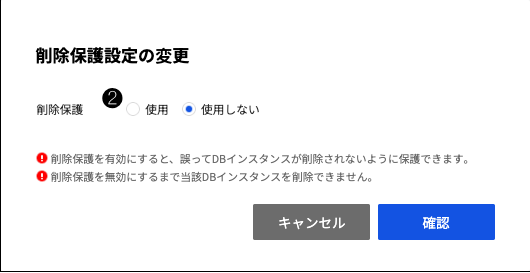 削除保護設定の変更
削除保護 ❷ 使用 使用しない
削除保護を有効にすると、誤ってDBインスタンスが削除されないように保護できます。
削除保護を無効にするまで当該DBインスタンスを削除できません。
キャンセル 確認